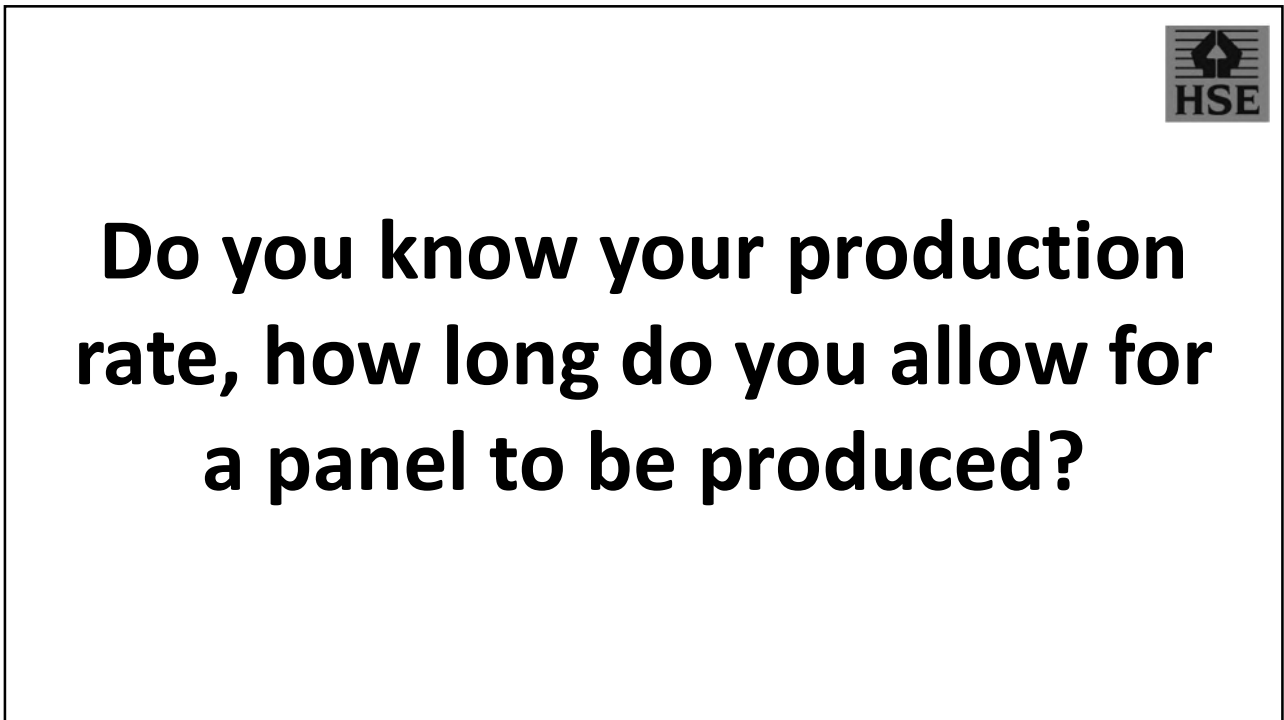 HSE
Do you know your production
rate, how long do you allow for
a panel to be produced?